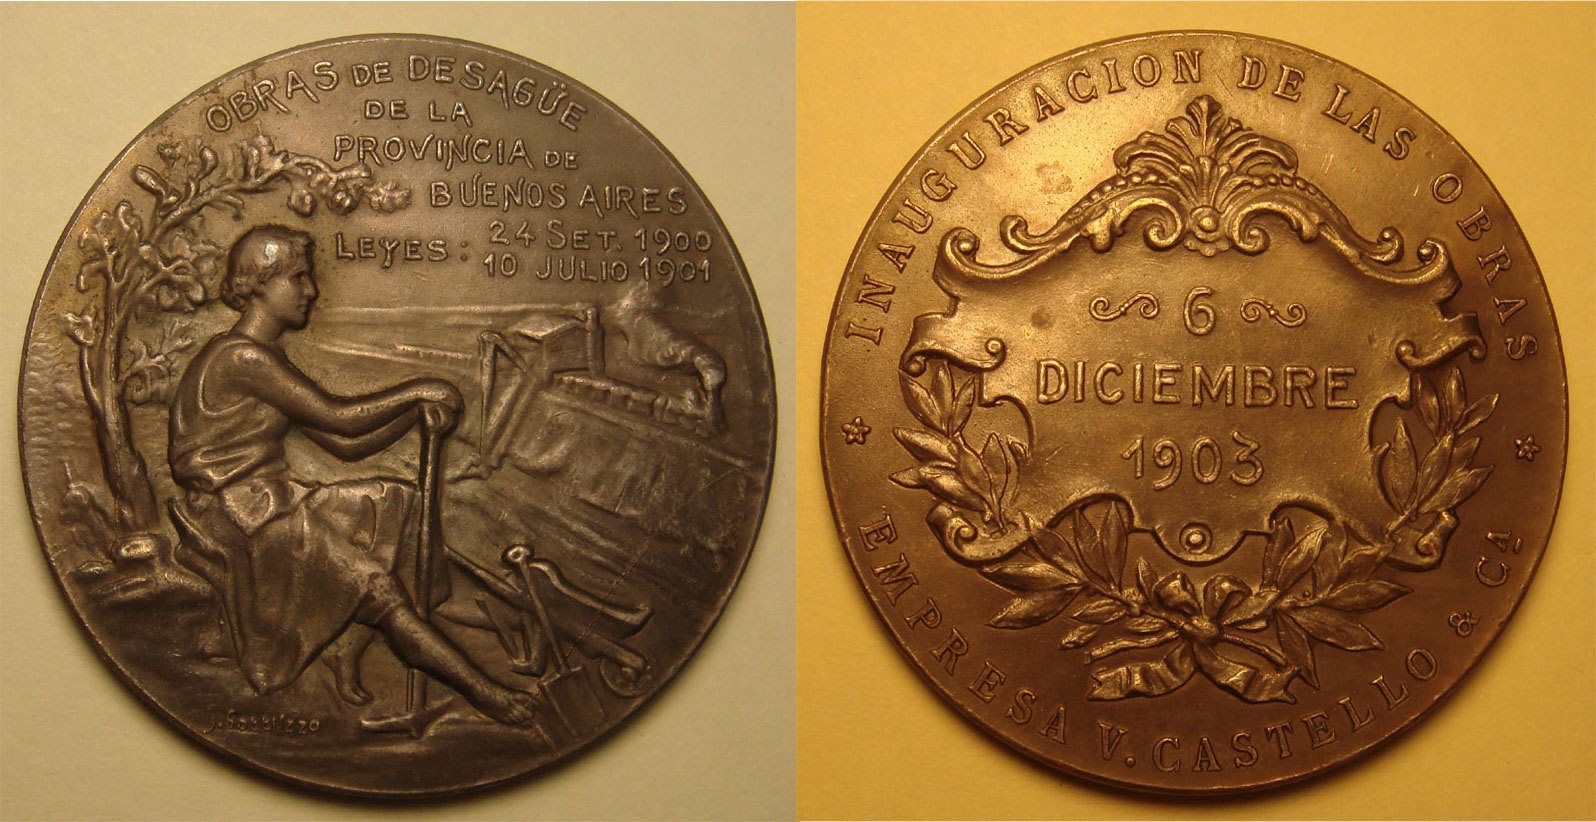 OBRAS DE DESAGÜE
DE LA
PROVINCIA DE
BUENOS AIRES
LEYES: 24 SET. 1900
10 JULIO 1901
J. Gottuzzo
INAUGURACION DE LAS OBRAS
6
DICIEMBRE
1903
EMPRESA V. CASTELLO & CA